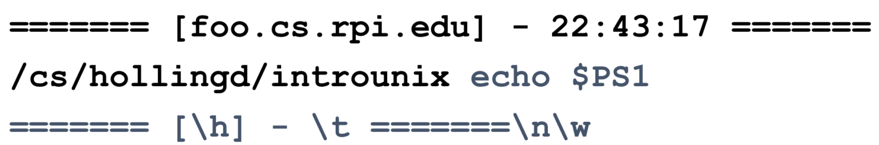 ======= [foo.cs.rpi.edu] - 22:43:17 =======
/cs/hollingd/introunix echo $PS1
======= [\h] - \t =======\n\w